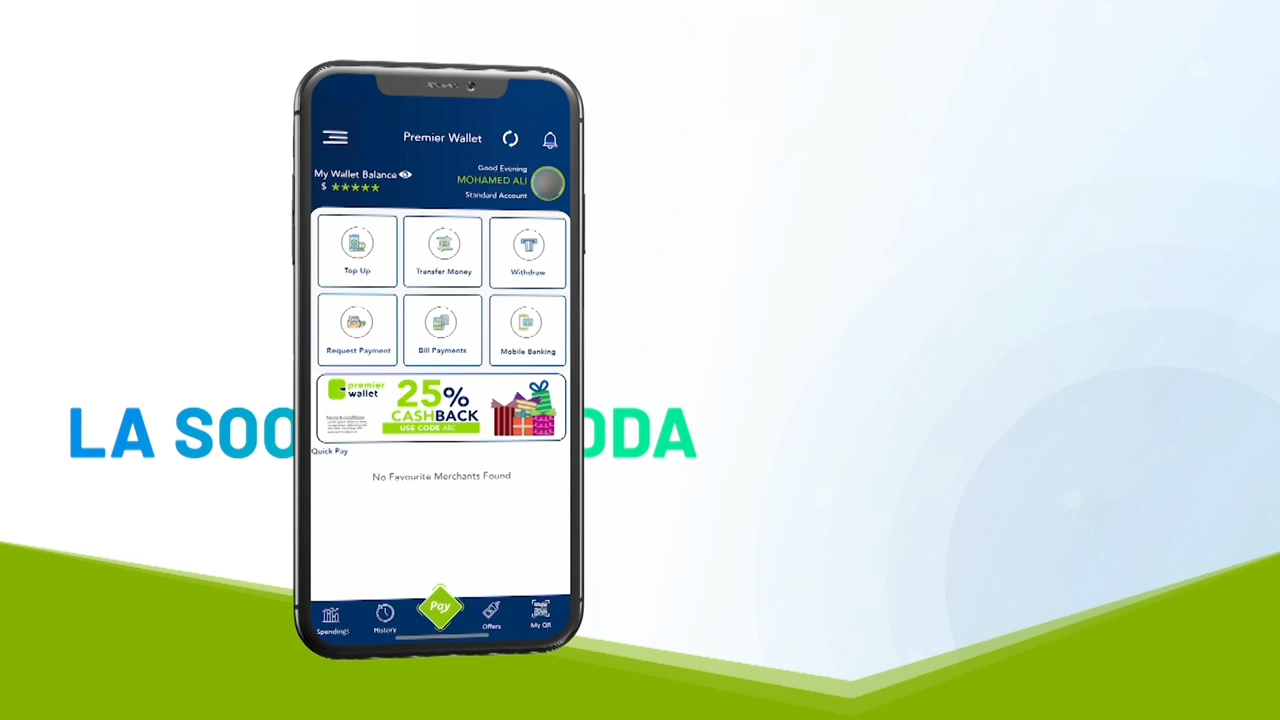 Premier Wallet
Good Evening
My Wallet Balance
MOHAMED ALI
$ ★★★★★
Standard Account
Top Up
Transfer Money
Withdraw
Request Payment
Bill Payments
Mobile Banking
premier
wallet
25%
CASHBACK
USE CODE ABC
Terms & conditions
LA SOO
ODA
Quick Pay
No Favourite Merchants Found
Pay
Spendings
History
Offers
My QR